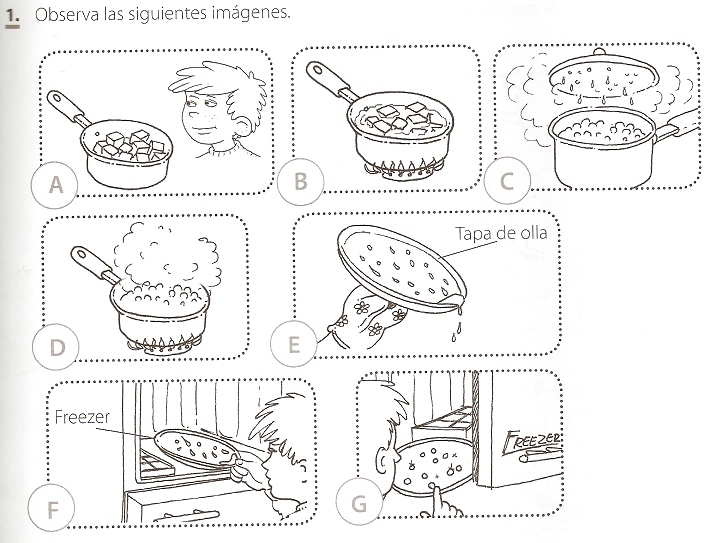 1. Observa las siguientes imágenes.
A
B
C
D
Tapa de olla
E
Freezer
FREEZER
F
G